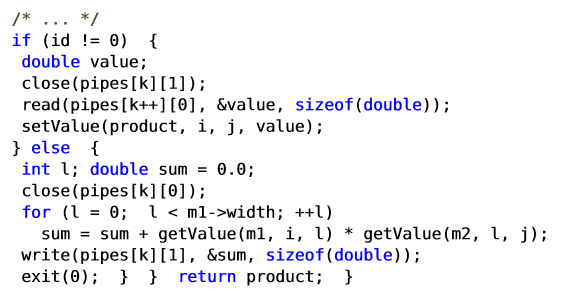 /* ... */
if (id != 0)  {
 double value;
 close(pipes[k][1]);
 read(pipes[k++][0], &value, sizeof(double));
 setValue(product, i, j, value);
} else  {
 int l; double sum = 0.0;
 close(pipes[k][0]);
 for (l = 0;  l < m1->width; ++l)
   sum = sum + getValue(m1, i, l) * getValue(m2, l, j);
 write(pipes[k][1], &sum, sizeof(double));
 exit(0);  }  }  return product;  }